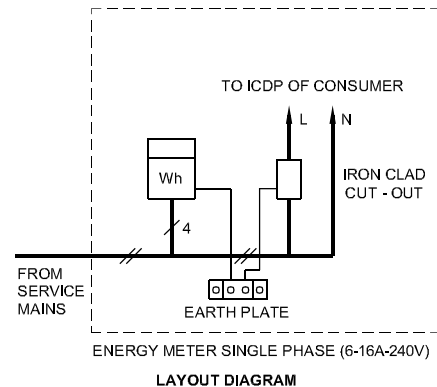 TO ICDP OF CONSUMER
L
N
Wh
IRON CLAD
CUT - OUT
4
FROM
SERVICE
MAINS
EARTH PLATE
ENERGY METER SINGLE PHASE (6-16A-240V)
LAYOUT DIAGRAM